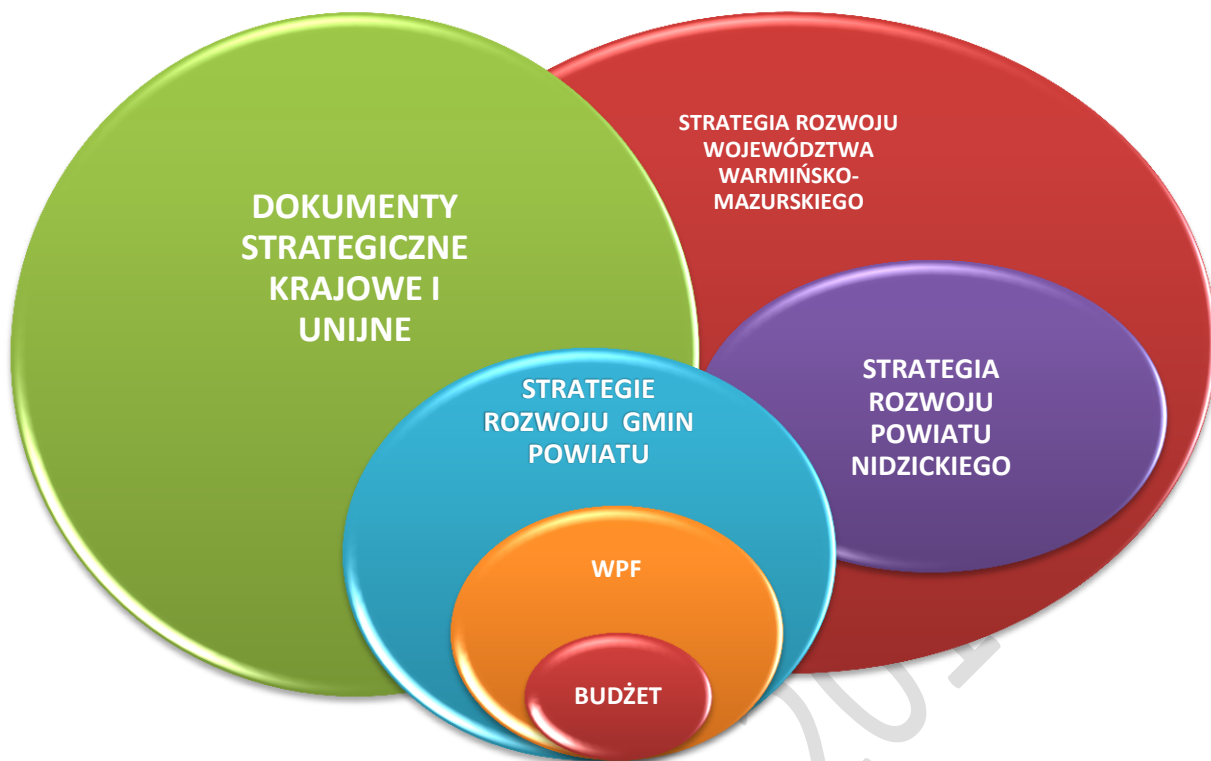 STRATEGIA ROZWOJU
WOJEWÓDZTWA
WARMIŃSKO-
MAZURSKIEGO
DOKUMENTY
STRATEGICZNE
KRAJOWE I
UNIJNE
STRATEGIA
ROZWOJU
POWIATU
NIDZICKIEGO
STRATEGIE
ROZWOJU GMIN
POWIATU
WPF
BUDŻET